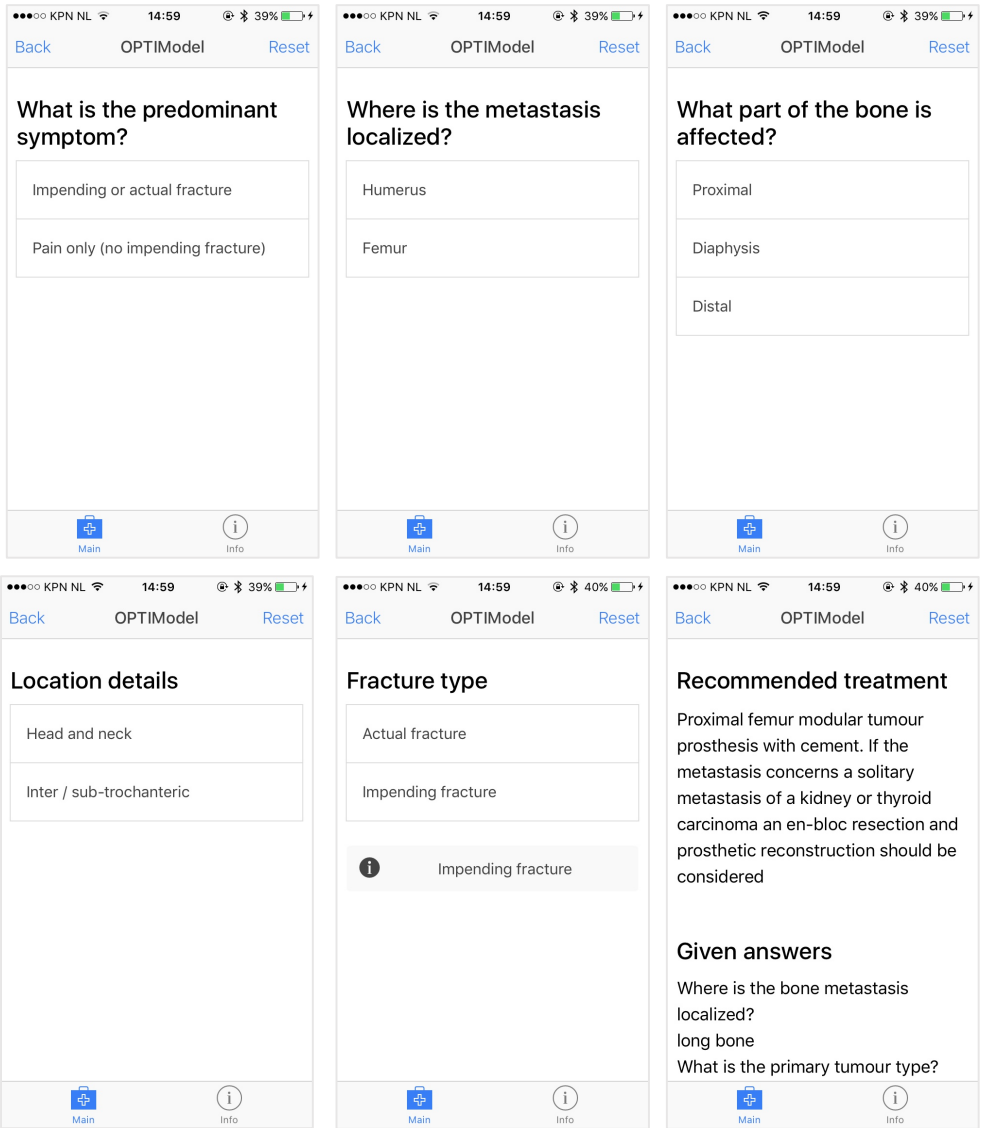 KPN NL 14:59 39%
Back OPTIModel Reset
What is the predominant
symptom?
Impending or actual fracture
Pain only (no impending fracture)
Main Info
KPN NL 14:59 39%
Back OPTIModel Reset
Where is the metastasis
localized?
Humerus
Femur
Main Info
KPN NL 14:59 39%
Back OPTIModel Reset
What part of the bone is
affected?
Proximal
Diaphysis
Distal
Main Info
KPN NL 14:59 39%
Back OPTIModel Reset
Location details
Head and neck
Inter / sub-trochanteric
Main Info
KPN NL 14:59 40%
Back OPTIModel Reset
Fracture type
Actual fracture
Impending fracture
Impending fracture
Main Info
KPN NL 14:59 40%
Back OPTIModel Reset
Recommended treatment
Proximal femur modular tumour
prosthesis with cement. If the
metastasis concerns a solitary
metastasis of a kidney or thyroid
carcinoma an en-bloc resection and
prosthetic reconstruction should be
considered
Given answers
Where is the bone metastasis
localized?
long bone
What is the primary tumour type?
Main Info